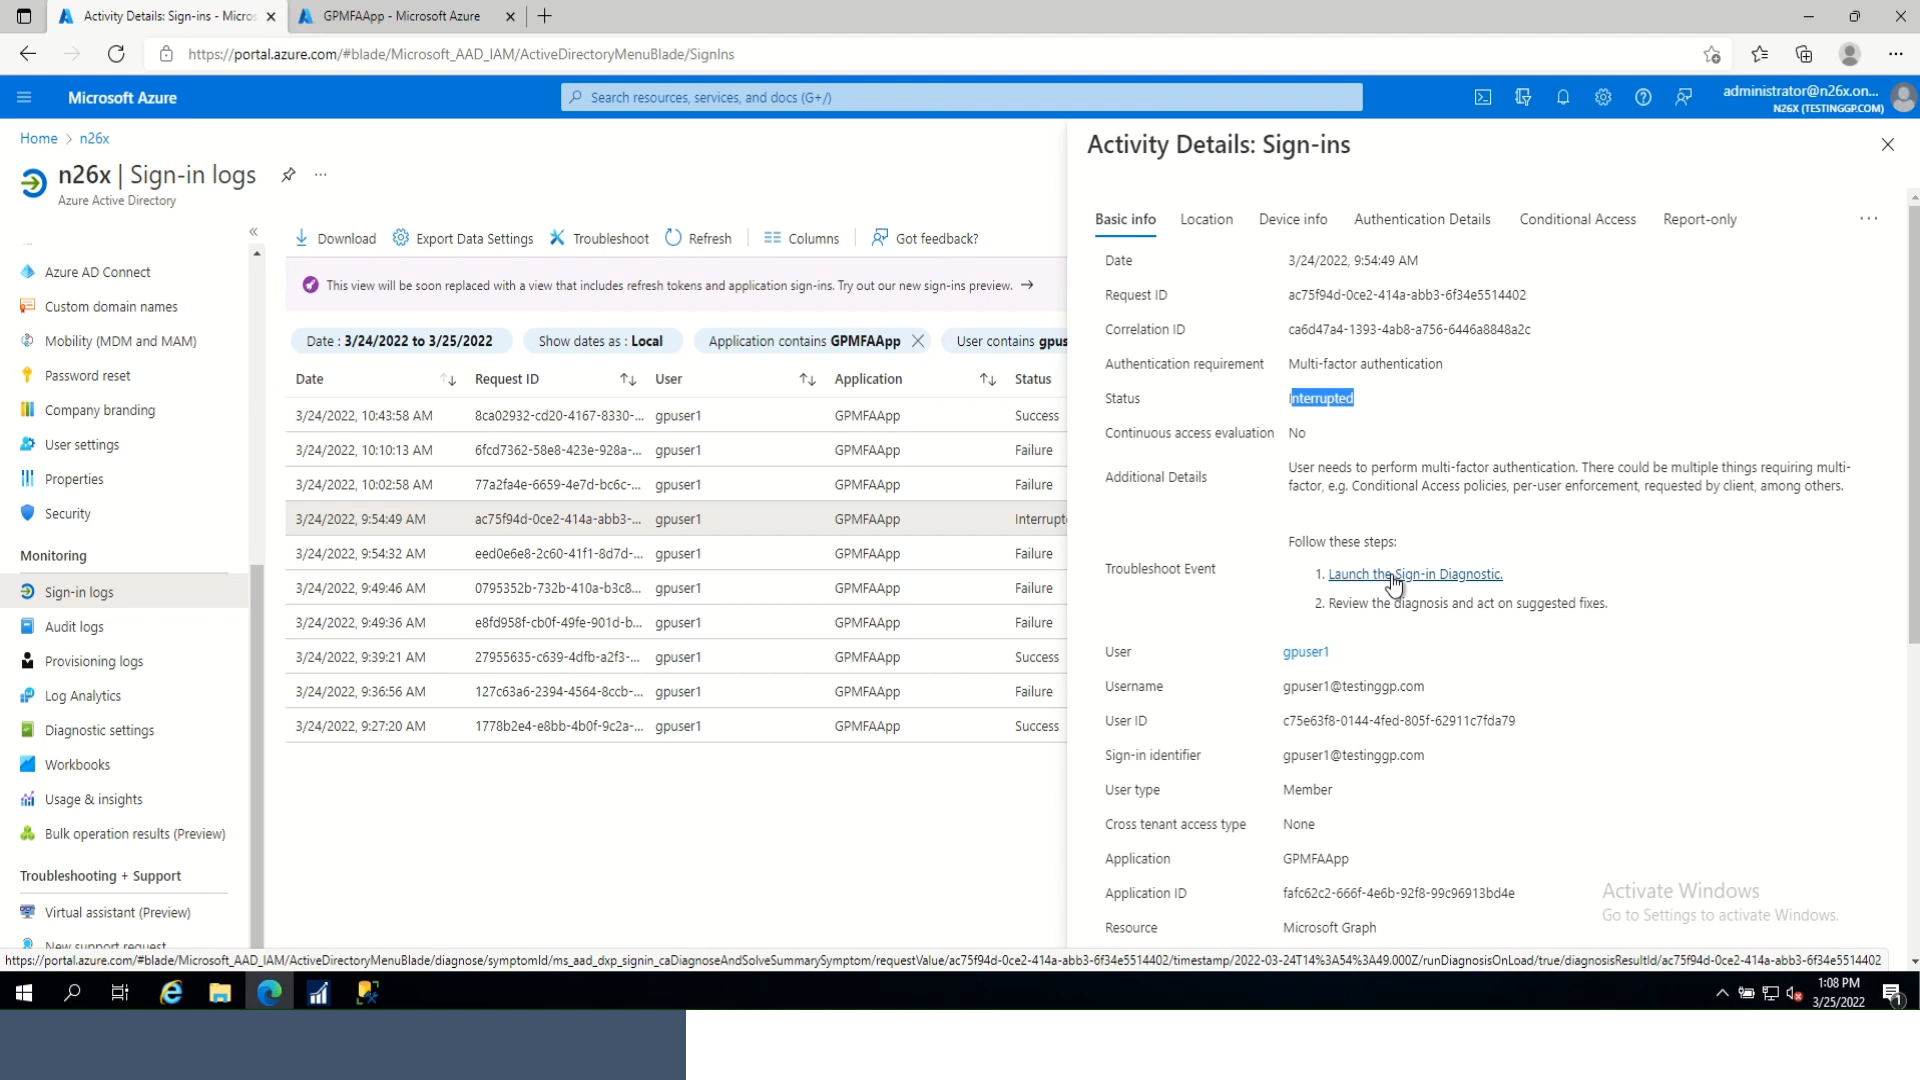 Activity Details: Sign-ins - Micros
GPMFAApp - Microsoft Azure
https://portal.azure.com/#blade/Microsoft_AAD_IAM/ActiveDirectoryMenuBlade/SignIns
Microsoft Azure
Search resources, services, and docs (G+/)
administrator@n26x.on...
N26X (TESTINGGP.COM)
Home > n26x
n26x | Sign-in logs
Azure Active Directory
Azure AD Connect
Custom domain names
Mobility (MDM and MAM)
Password reset
Company branding
User settings
Properties
Security
Monitoring
Sign-in logs
Audit logs
Provisioning logs
Log Analytics
Diagnostic settings
Workbooks
Usage & insights
Bulk operation results (Preview)
Troubleshooting + Support
Virtual assistant (Preview)
New support request
Download Export Data Settings Troubleshoot Refresh Columns Got feedback?
This view will be soon replaced with a view that includes refresh tokens and application sign-ins. Try out our new sign-ins preview. →
Date : 3/24/2022 to 3/25/2022 Show dates as : Local Application contains GPMFAApp User contains gpus
Date Request ID User Application Status
3/24/2022, 10:43:58 AM 8ca02932-cd20-4167-8330-... gpuser1 GPMFAApp Success
3/24/2022, 10:10:13 AM 6fcd7362-58e8-423e-928a-... gpuser1 GPMFAApp Failure
3/24/2022, 10:02:58 AM 77a2fa4e-6659-4e7d-bc6c-... gpuser1 GPMFAApp Failure
3/24/2022, 9:54:49 AM ac75f94d-0ce2-414a-abb3-... gpuser1 GPMFAApp Interrupt
3/24/2022, 9:54:32 AM eed0e6e8-2c60-41f1-8d7d-... gpuser1 GPMFAApp Failure
3/24/2022, 9:49:46 AM 0795352b-732b-410a-b3c8... gpuser1 GPMFAApp Failure
3/24/2022, 9:49:36 AM e8fd958f-cb0f-49fe-901d-b... gpuser1 GPMFAApp Failure
3/24/2022, 9:39:21 AM 27955635-c639-4dfb-a2f3-... gpuser1 GPMFAApp Success
3/24/2022, 9:36:56 AM 127c63a6-2394-4564-8ccb-... gpuser1 GPMFAApp Failure
3/24/2022, 9:27:20 AM 1778b2e4-e8bb-4b0f-9c2a-... gpuser1 GPMFAApp Success
Activity Details: Sign-ins
Basic info Location Device info Authentication Details Conditional Access Report-only
Date 3/24/2022, 9:54:49 AM
Request ID ac75f94d-0ce2-414a-abb3-6f34e5514402
Correlation ID ca6d47a4-1393-4ab8-a756-6446a8848a2c
Authentication requirement Multi-factor authentication
Status Interrupted
Continuous access evaluation No
Additional Details User needs to perform multi-factor authentication. There could be multiple things requiring multi-
factor, e.g. Conditional Access policies, per-user enforcement, requested by client, among others.
Follow these steps:
Troubleshoot Event
1. Launch the Sign-in Diagnostic.
2. Review the diagnosis and act on suggested fixes.
User gpuser1
Username gpuser1@testinggp.com
User ID c75e63f8-0144-4fed-805f-62911c7fda79
Sign-in identifier gpuser1@testinggp.com
User type Member
Cross tenant access type None
Application GPMFAApp
Application ID fafc62c2-666f-4e6b-92f8-99c96913bd4e
Resource Microsoft Graph
Activate Windows
Go to Settings to activate Windows.
https://portal.azure.com/#blade/Microsoft_AAD_IAM/ActiveDirectoryMenuBlade/diagnose/symptomId/ms_aad_dxp_signin_caDiagnoseAndSolveSummarySymptom/requestValue/ac75f94d-0ce2-414a-abb3-6f34e5514402/timestamp/2022-03-24T14%3A54%3A49.000Z/runDiagnosisOnLoad/true/diagnosisResultId/ac75f94d-0ce2-414a-abb3-6f34e5514402
1:08 PM
3/25/2022
1